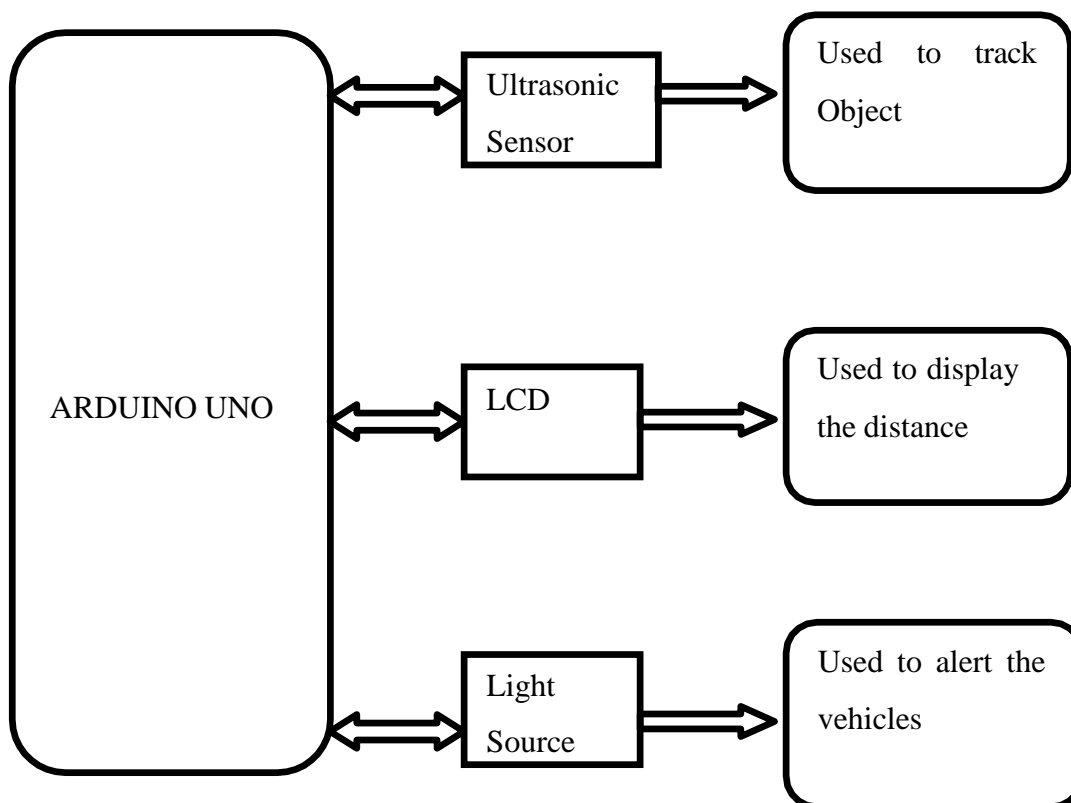 ARDUINO UNO
Ultrasonic
Sensor
Used to track
Object
LCD
Used to display
the distance
Light
Source
Used to alert the
vehicles